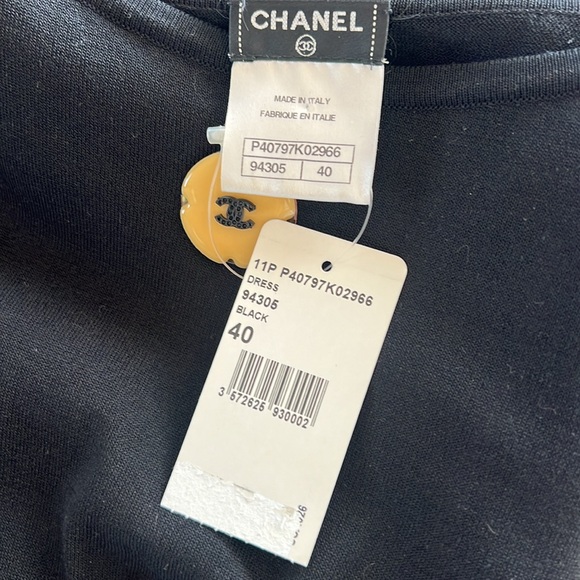 CHANEL
MADE IN ITALY
FABRIQUE EN ITALIE
P40797K02966
94305 40
11P P40797K02966
DRESS
94305
BLACK
40
3 572625 930002